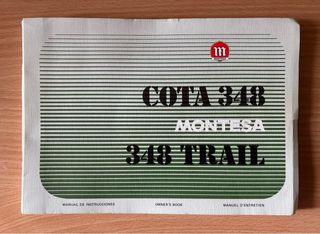 m
COTA 348
MONTESA
348 TRAIL
MANUAL DE INSTRUCCIONES OWNER'S BOOK MANUEL D'ENTRETIEN